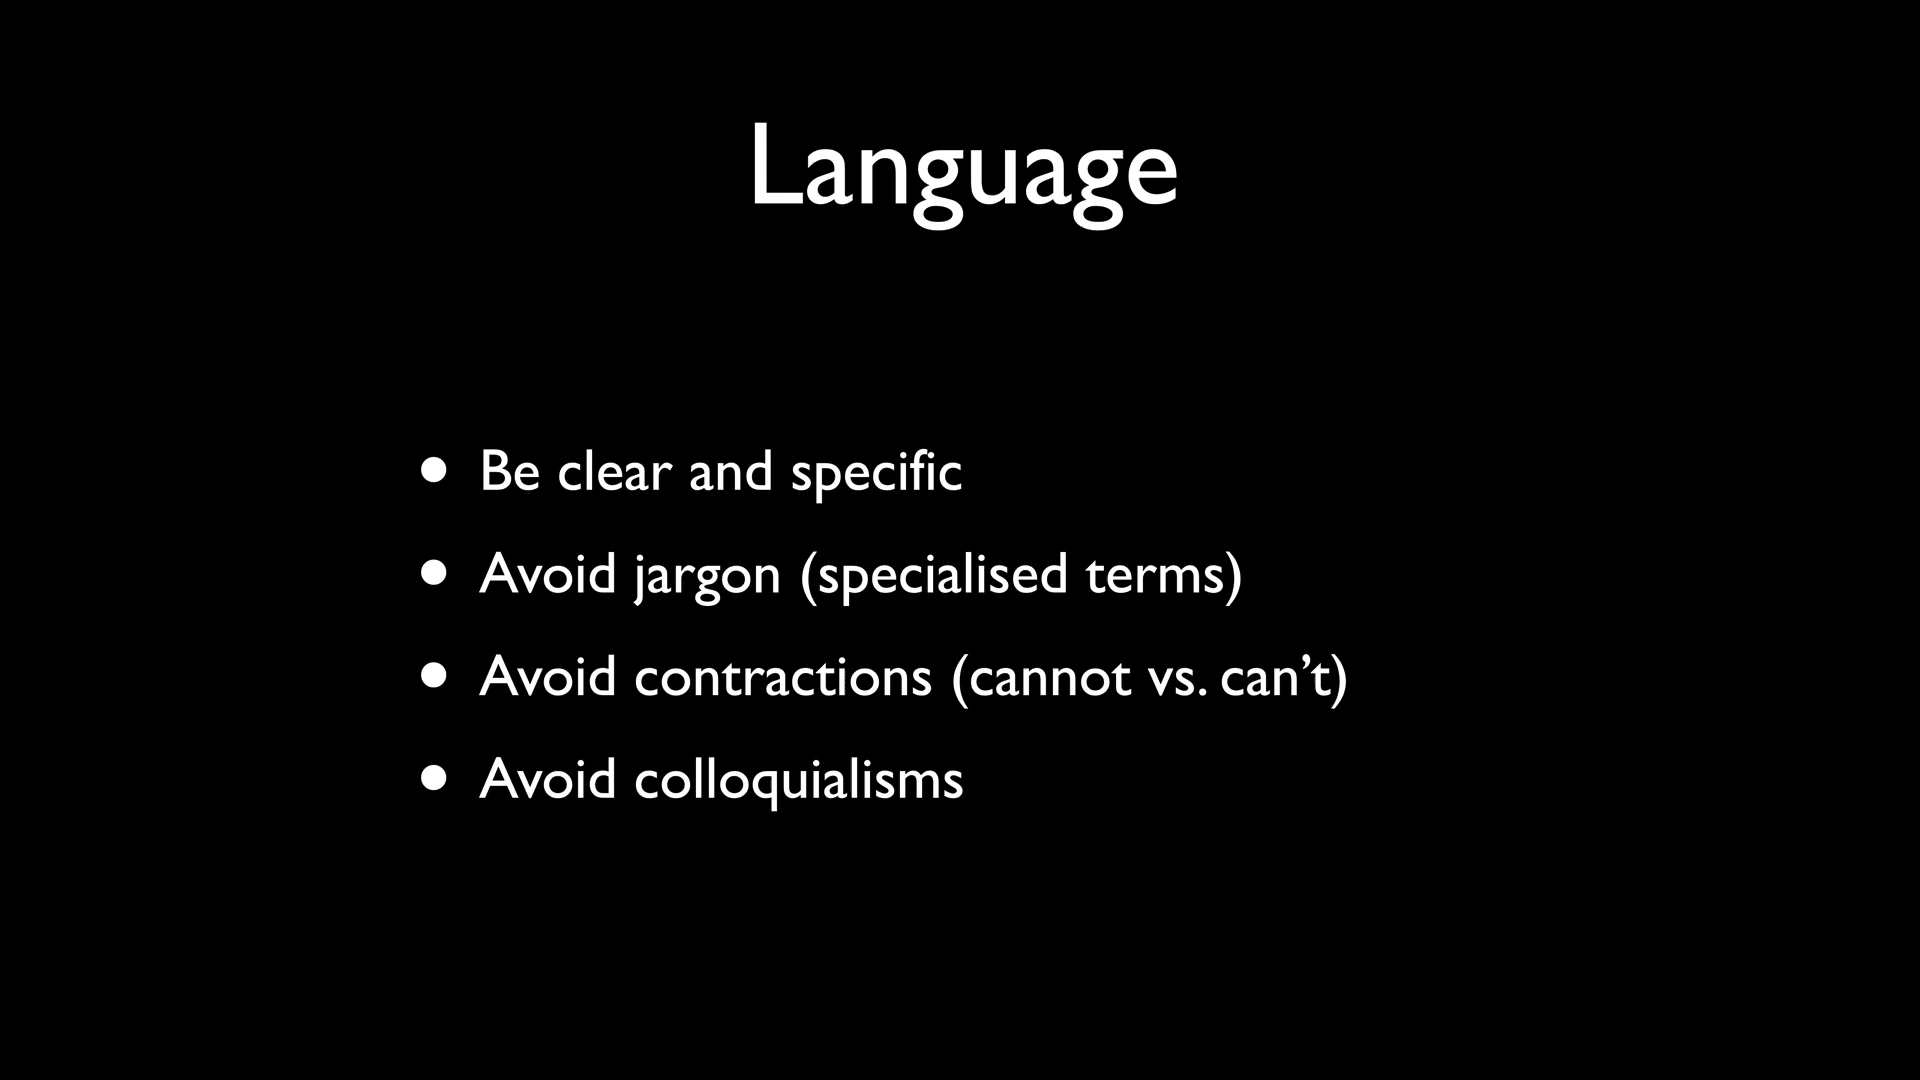 Language
• Be clear and specific
• Avoid jargon (specialised terms)
• Avoid contractions (cannot vs. can’t)
• Avoid colloquialisms